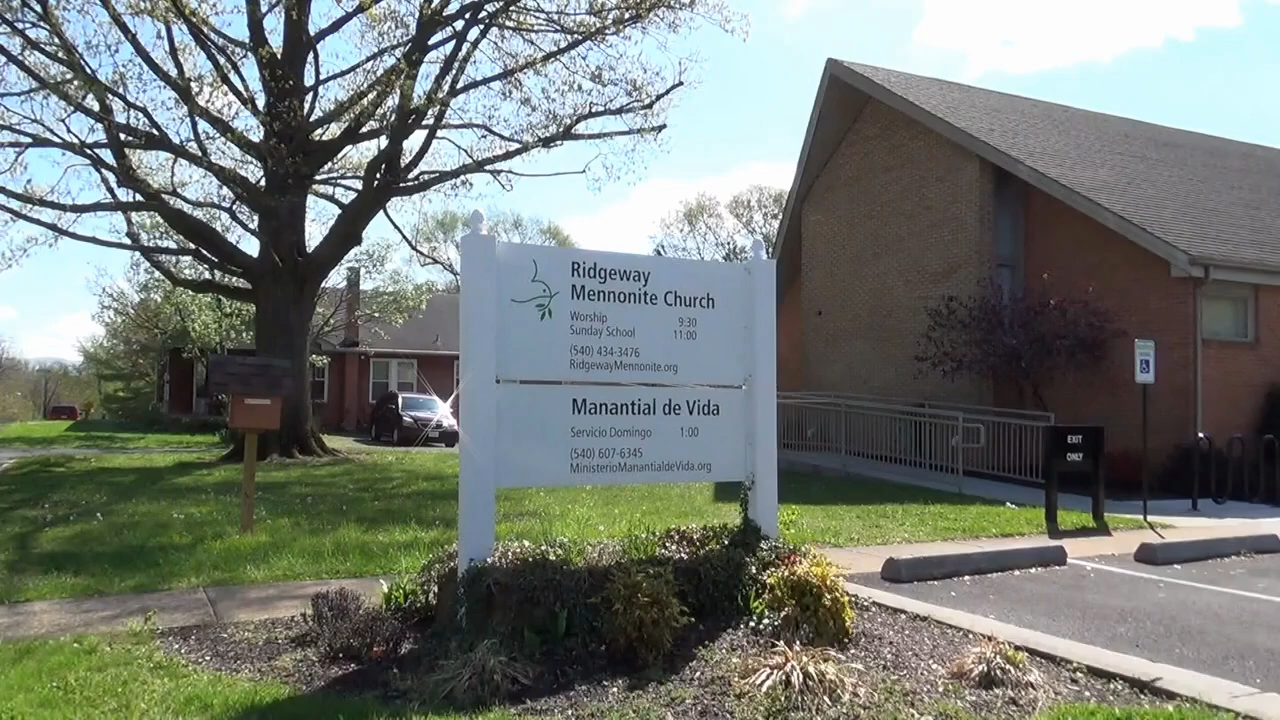 Ridgeway
Mennonite Church
Worship 9:30
Sunday School 11:00
(540) 434-3476
RidgewayMennonite.org
Manantial de Vida
Servicio Domingo 1:00
(540) 607-6345
MinisterioManantialdeVida.org
EXIT
ONLY